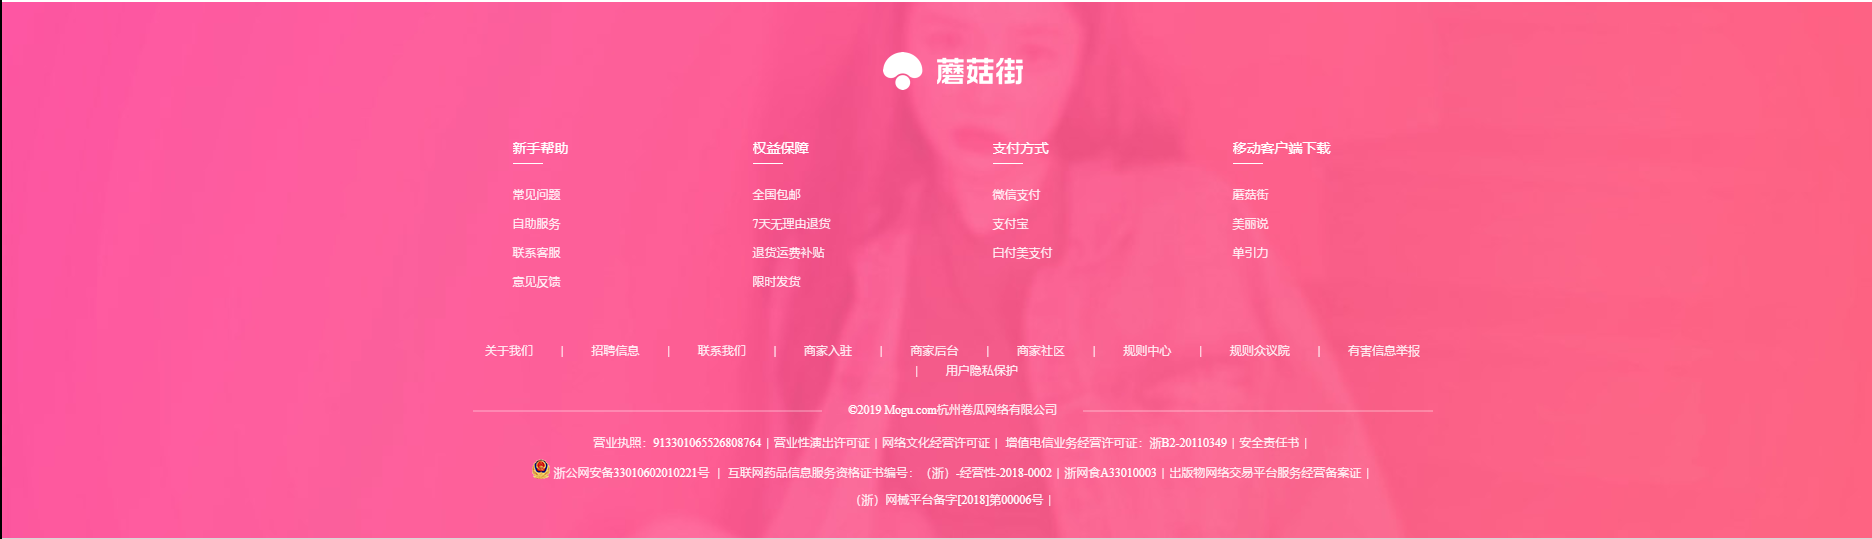 蘑菇街
新手帮助 权益保障 支付方式 移动客户端下载
常见问题 全国包邮 微信支付 蘑菇街
自助服务 7天无理由退货 支付宝 美丽说
联系客服 退货运费补贴 白付美支付 单引力
意见反馈 限时发货
关于我们 | 招聘信息 | 联系我们 | 商家入驻 | 商家后台 | 商家社区 | 规则中心 | 规则众议院 | 有害信息举报
| 用户隐私保护
©2019 Mogu.com杭州卷瓜网络有限公司
营业执照：913301065526808764 | 营业性演出许可证 | 网络文化经营许可证 | 增值电信业务经营许可证：浙B2-20110349 | 安全责任书 |
浙公网安备33010602010221号 | 互联网药品信息服务资格证书编号：（浙）-经营性-2018-0002 | 浙网食A33010003 | 出版物网络交易平台服务经营备案证 |
（浙）网械平台备字[2018]第00006号 |